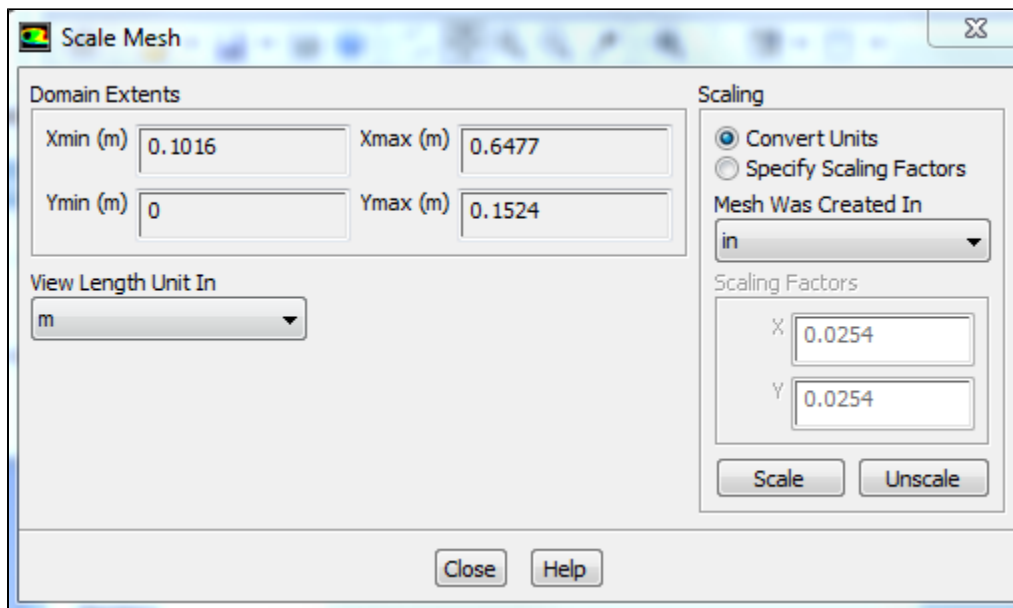 Scale Mesh
Domain Extents
Xmin (m) 0.1016 Xmax (m) 0.6477
Ymin (m) 0 Ymax (m) 0.1524
View Length Unit In
m
Scaling
Convert Units
Specify Scaling Factors
Mesh Was Created In
in
Scaling Factors
X 0.0254
Y 0.0254
Scale Unscale
Close Help